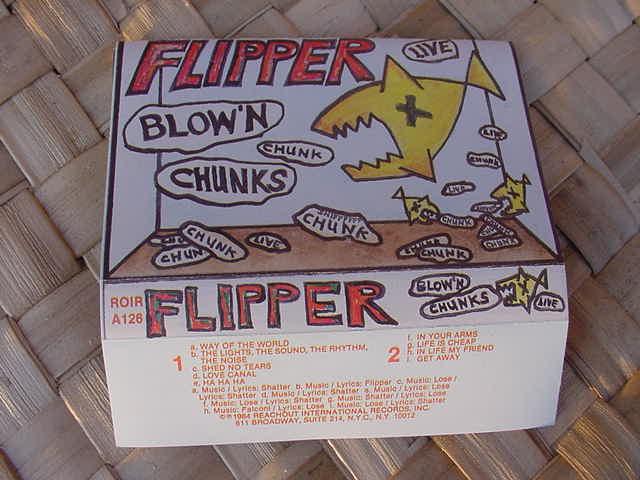 FLIPPER
LIVE
BLOW'N
CHUNK
CHUNKS
LIVE
CHUNK
LIVE
CHUNK
CHUNK
CHUNK
CHUNK
LIVE
CHUNK
CHUNK
CHUNK
CHUNK
ROIR
A126
FLIPPER
BLOW'N
CHUNKS
LIVE
1
a. WAY OF THE WORLD
b. THE LIGHTS, THE SOUND, THE RHYTHM,
THE NOISE
c. SHED NO TEARS
d. LOVE CANAL
e. HA HA HA
2
f. IN YOUR ARMS
g. LIFE IS CHEAP
h. IN LIFE MY FRIEND
i. GET AWAY
a. Music / Lyrics: Shatter b. Music / Lyrics: Flipper c. Music: Lose /
Lyrics: Shatter d. Music / Lyrics: Shatter e. Music / Lyrics: Lose
f. Music: Lose / Lyrics: Shatter g. Music: Shatter / Lyrics: Lose
h. Music: Falconi / Lyrics: Lose i. Music: Lose / Lyrics: Shatter
©℗ 1984 REACHOUT INTERNATIONAL RECORDS, INC.
611 BROADWAY, SUITE 214, N.Y.C., N.Y. 10012